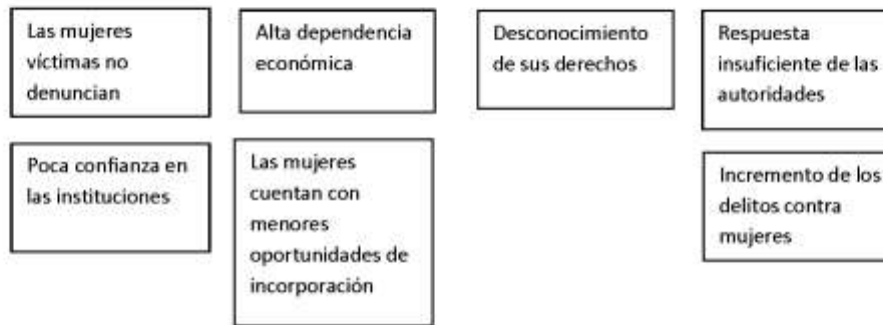 Las mujeres
víctimas no
denuncian
Alta dependencia
económica
Desconocimiento
de sus derechos
Respuesta
insuficiente de las
autoridades
Poca confianza en
las instituciones
Las mujeres
cuentan con
menores
oportunidades de
incorporación
Incremento de los
delitos contra
mujeres